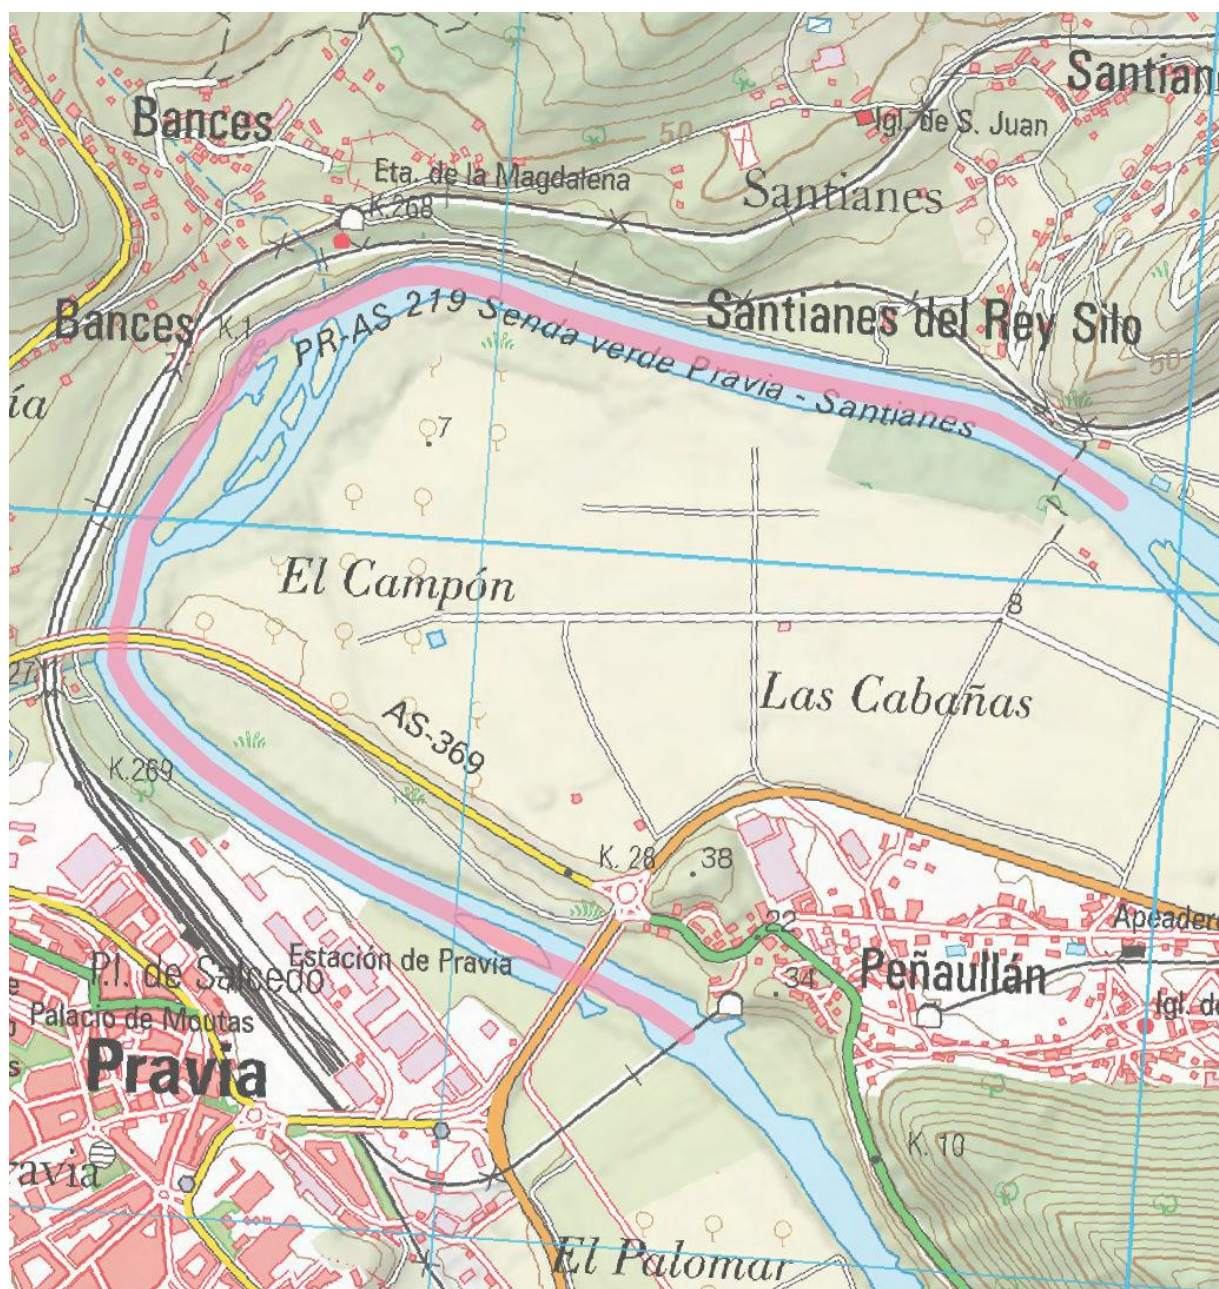 Santian
Bances
Igl. de S. Juan
50
Eta. de la Magdalena
Santianes
K.268
Bances
K.1
PR-AS 219 Senda verde Pravia - Santianes
Santianes del Rey Silo
50
ía
7
El Campón
8
27
Las Cabañas
AS-369
K.269
K. 28
38
22
Apeadero
Estación de Pravia
P.I. de Salcedo
Peñaullán
34
Igl. de
Palacio de Moutas
Pravia
K. 10
ravia
El Palomar